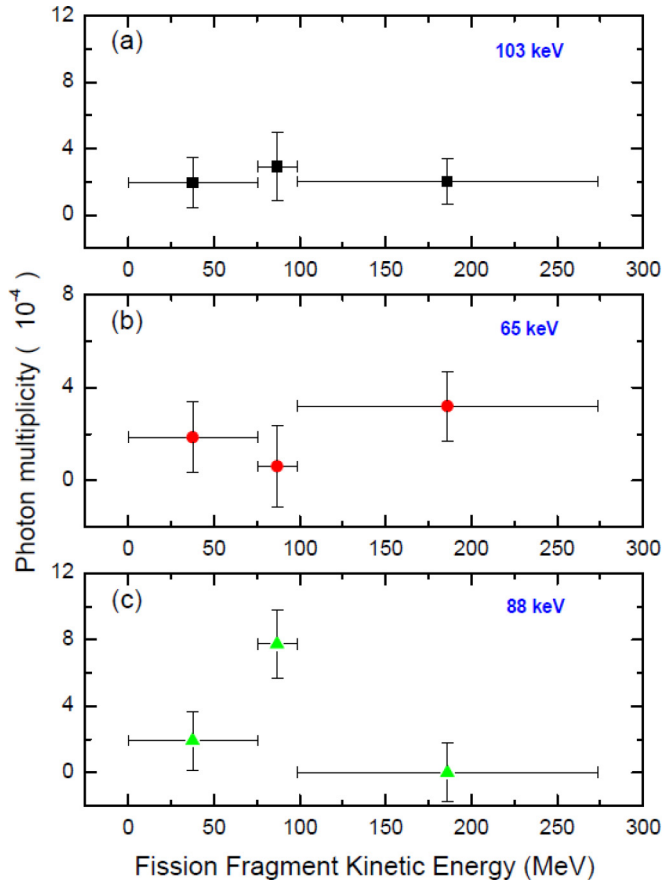 12
(a)
103 keV
8
4
0
0 50 100 150 200 250 300
8
(b)
65 keV
4
0
0 50 100 150 200 250 300
12
(c)
88 keV
8
4
0
0 50 100 150 200 250 300
Photon multiplicity ( 10-4)
Fission Fragment Kinetic Energy (MeV)